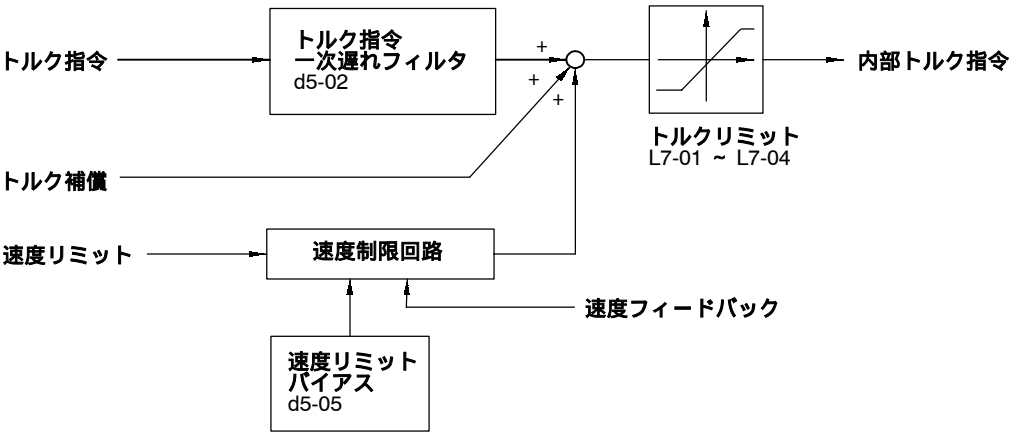 トルク指令
トルク指令
一次遅れフィルタ
d5-02
+
+
+
内部トルク指令
トルクリミット
L7-01 ~ L7-04
トルク補償
速度リミット
速度制限回路
速度フィードバック
速度リミット
バイアス
d5-05